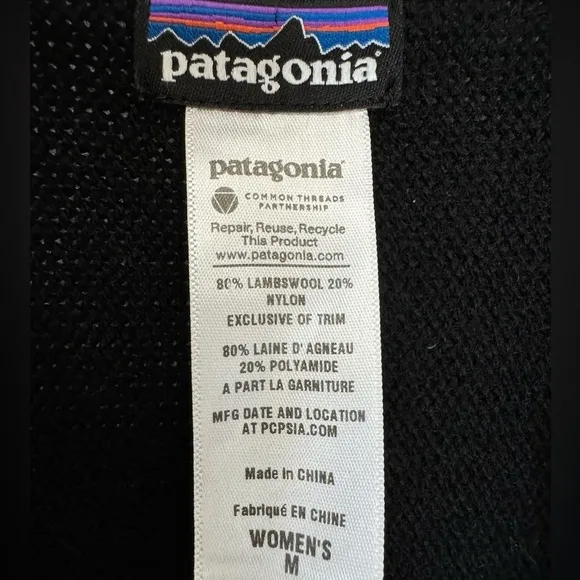 patagonia
patagonia
COMMON THREADS
PARTNERSHIP
Repair, Reuse, Recycle
This Product
www.patagonia.com
80% LAMBSWOOL 20%
NYLON
EXCLUSIVE OF TRIM
80% LAINE D'AGNEAU
20% POLYAMIDE
A PART LA GARNITURE
MFG DATE AND LOCATION
AT PCPSIA.COM
Made in CHINA
Fabriqué EN CHINE
WOMEN'S
M